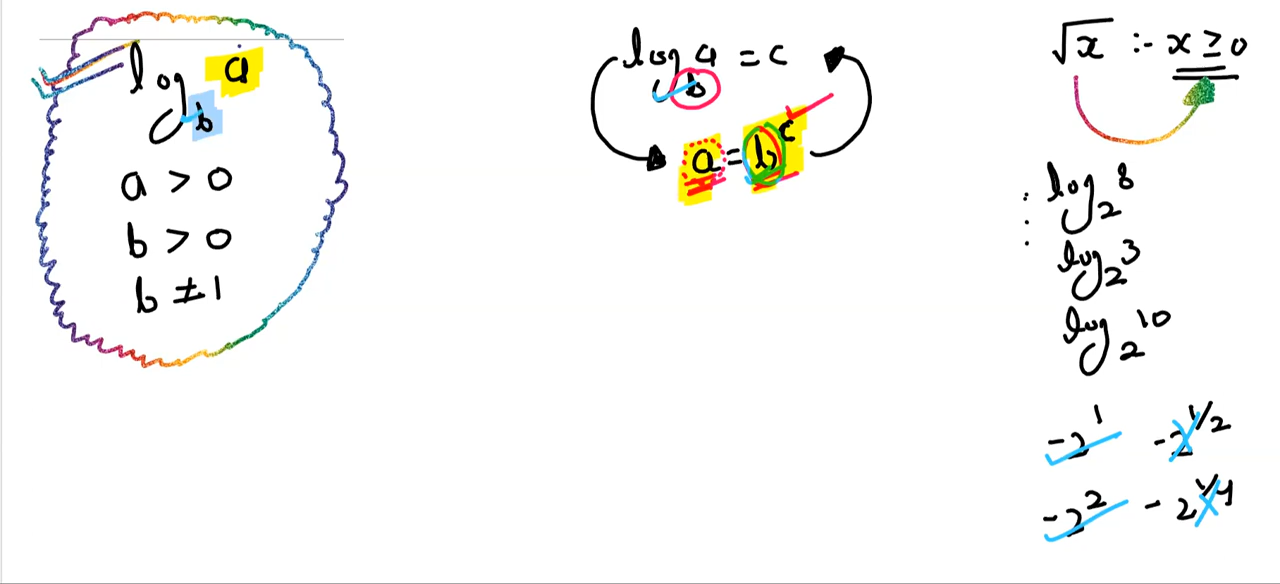 log_b a
a > 0
b > 0
b ≠ 1
log_b a = c
a = b^c
√x :- x ≥ 0
log_2 8
log_2 3
log_2 10
-2^1 -2^1/2
-2^2 -2^1/4